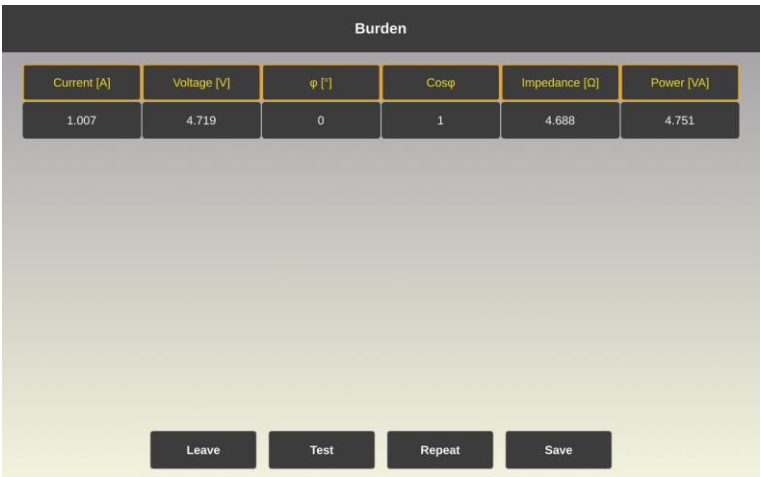 Burden
Current [A] Voltage [V] φ [°] Cosφ Impedance [Ω] Power [VA]
1.007 4.719 0 1 4.688 4.751
Leave Test Repeat Save